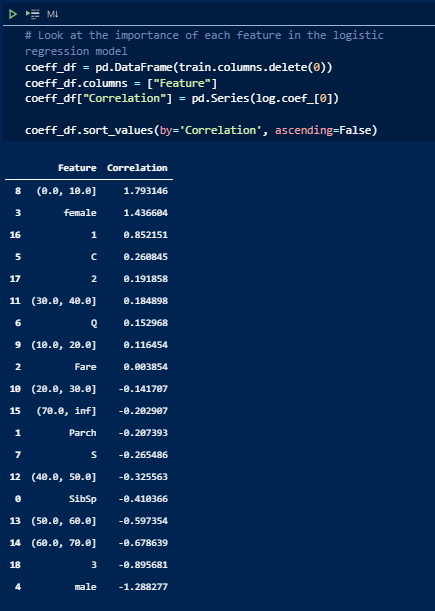 M↓
# Look at the importance of each feature in the logistic
regression model
coeff_df = pd.DataFrame(train.columns.delete(0))
coeff_df.columns = ["Feature"]
coeff_df["Correlation"] = pd.Series(log.coef_[0])
coeff_df.sort_values(by='Correlation', ascending=False)
Feature Correlation
8 (0.0, 10.0] 1.793146
3 female 1.436604
16 1 0.852151
5 C 0.260845
17 2 0.191858
11 (30.0, 40.0] 0.184898
6 Q 0.152968
9 (10.0, 20.0] 0.116454
2 Fare 0.003854
10 (20.0, 30.0] -0.141707
15 (70.0, inf] -0.202907
1 Parch -0.207393
7 S -0.265486
12 (40.0, 50.0] -0.325563
0 SibSp -0.410366
13 (50.0, 60.0] -0.597354
14 (60.0, 70.0] -0.678639
18 3 -0.895681
4 male -1.288277